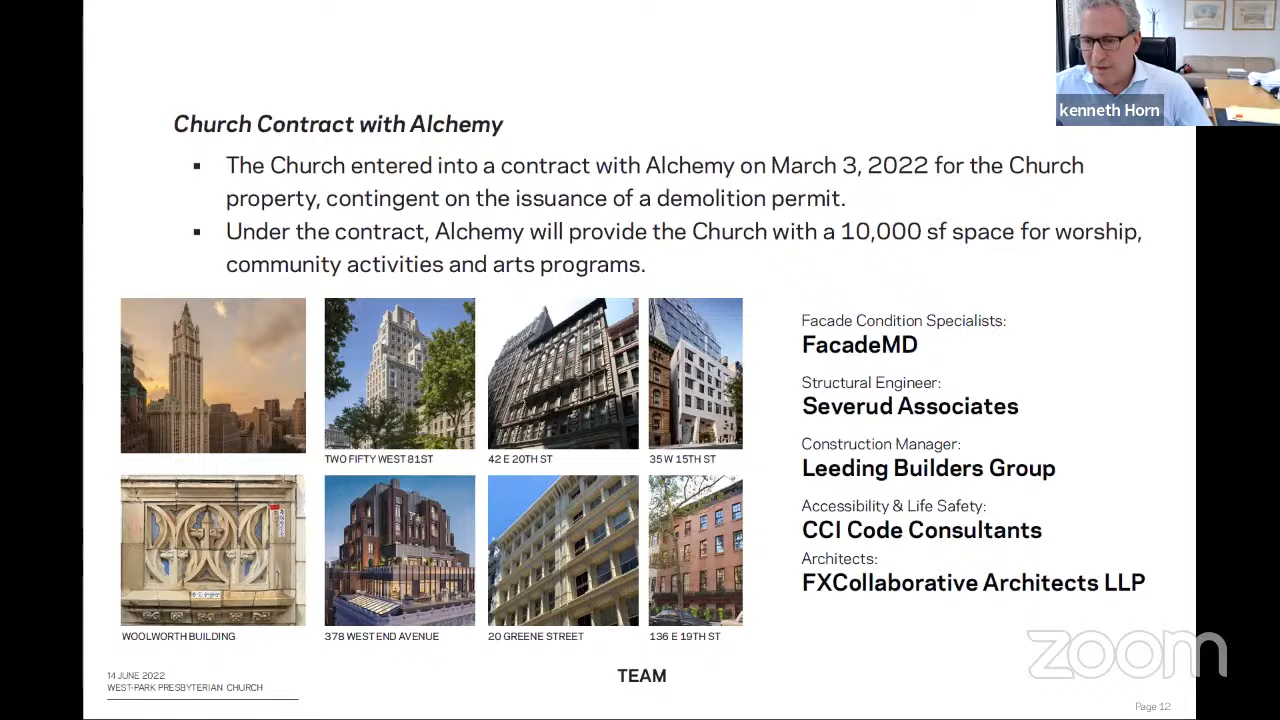 kenneth Horn
Church Contract with Alchemy
▪ The Church entered into a contract with Alchemy on March 3, 2022 for the Church
property, contingent on the issuance of a demolition permit.
▪ Under the contract, Alchemy will provide the Church with a 10,000 sf space for worship,
community activities and arts programs.
TWO FIFTY WEST 81ST
42 E 20TH ST
35 W 15TH ST
WOOLWORTH BUILDING
378 WEST END AVENUE
20 GREENE STREET
136 E 19TH ST
Facade Condition Specialists:
FacadeMD
Structural Engineer:
Severud Associates
Construction Manager:
Leeding Builders Group
Accessibility & Life Safety:
CCI Code Consultants
Architects:
FXCollaborative Architects LLP
zoom
14 JUNE 2022
WEST-PARK PRESBYTERIAN CHURCH
TEAM
Page 12